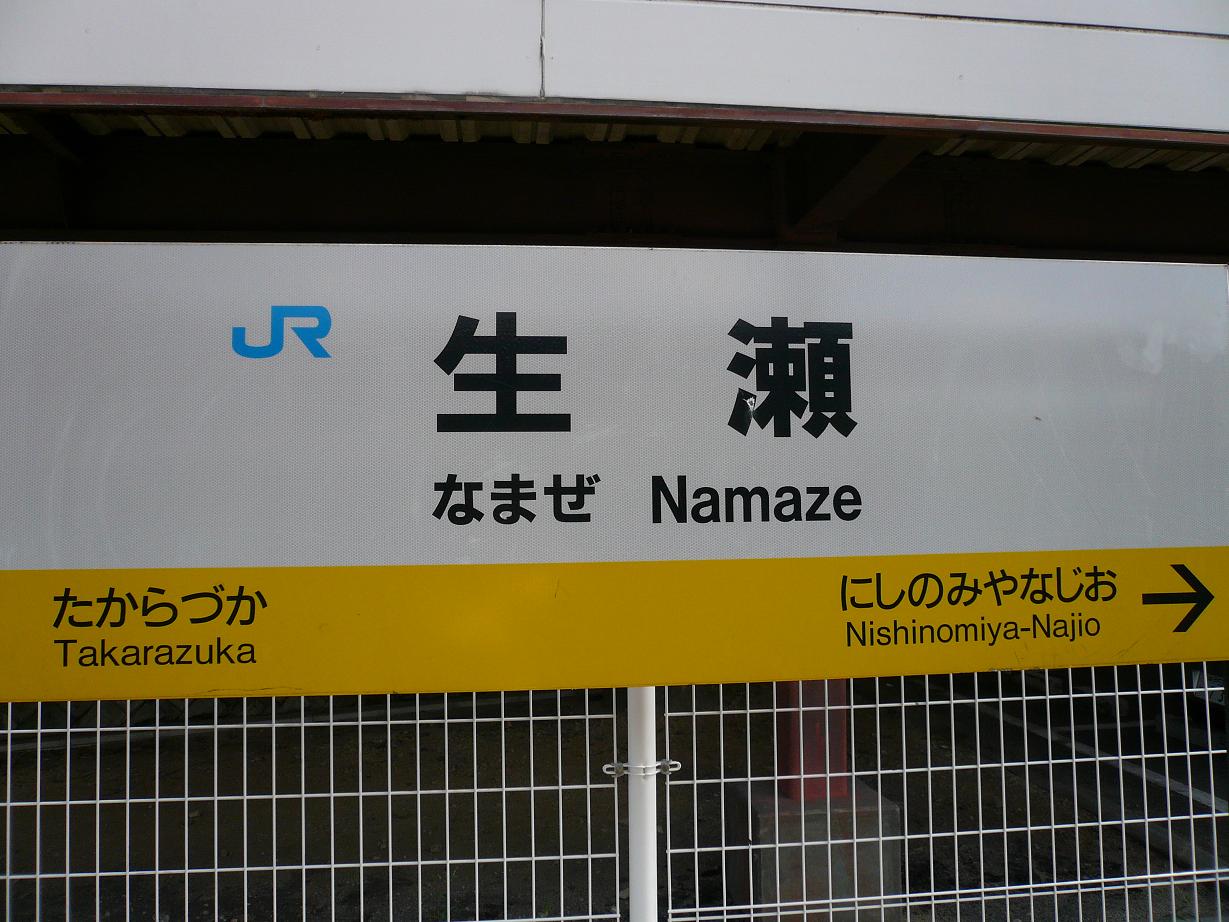 JR 生瀬
なまぜ Namaze
たからづか
Takarazuka
にしのみやなじお →
Nishinomiya-Najio